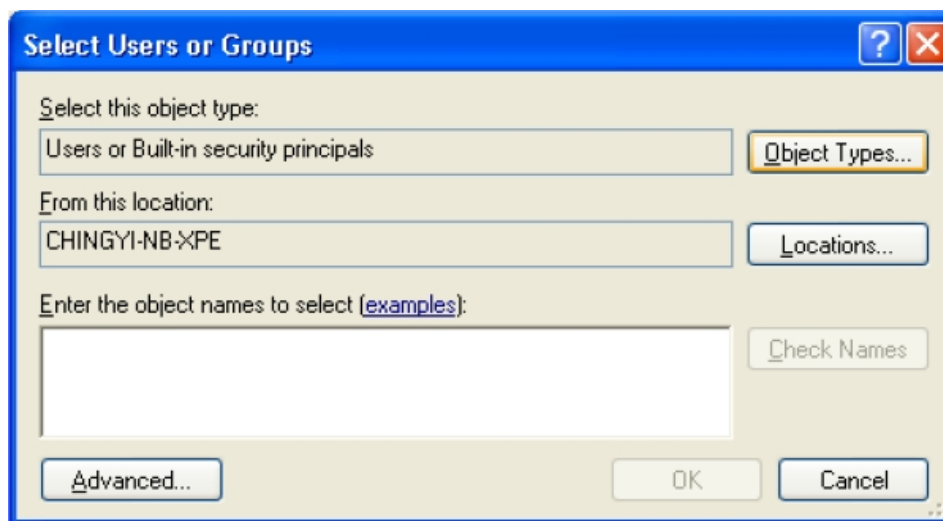 Select Users or Groups
?
Select this object type:
Users or Built-in security principals
Object Types...
From this location:
CHINGYI-NB-XPE
Locations...
Enter the object names to select (examples):
Check Names
Advanced...
OK
Cancel